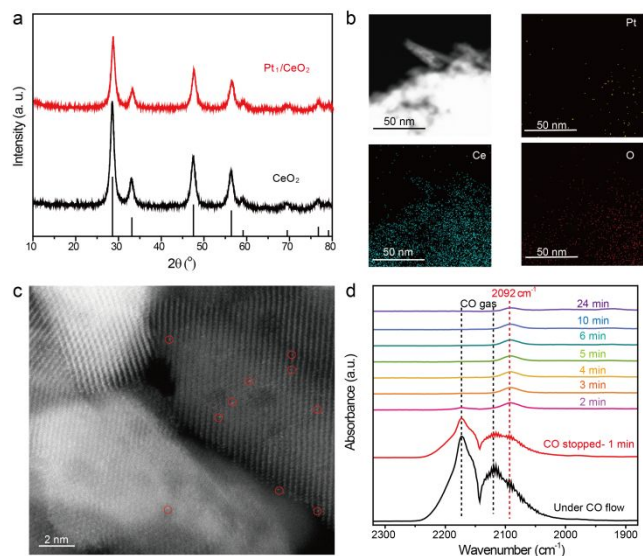 a
Intensity (a. u.)
Pt₁/CeO₂
CeO₂
10 20 30 40 50 60 70 80
2θ (°)
b
50 nm
Pt
50 nm
Ce
50 nm
O
50 nm
c
2 nm
d
2092 cm⁻¹
CO gas
24 min
10 min
6 min
5 min
4 min
3 min
2 min
CO stopped- 1 min
Under CO flow
Absorbance (a.u.)
2300 2200 2100 2000 1900
Wavenumber (cm⁻¹)